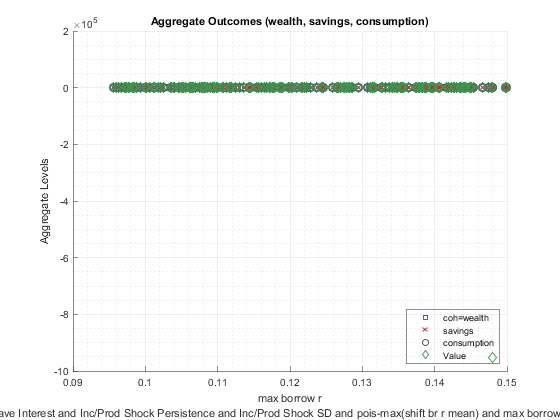 Aggregate Outcomes (wealth, savings, consumption)
×10^5
2
0
-2
-4
-6
-8
-10
Aggregate Levels
0.09
0.1
0.11
0.12
0.13
0.14
0.15
max borrow r
coh=wealth
savings
consumption
Value
ave Interest and Inc/Prod Shock Persistence and Inc/Prod Shock SD and pois-max(shift br r mean) and max borrow